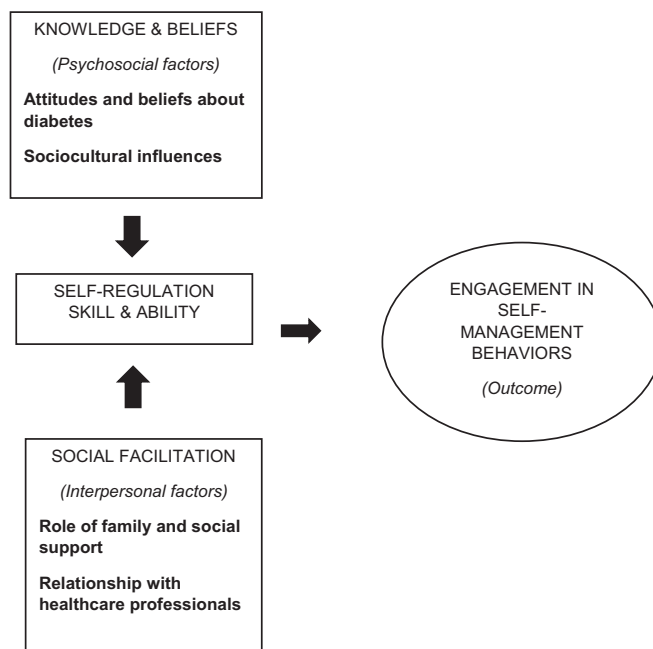 KNOWLEDGE & BELIEFS
(Psychosocial factors)
Attitudes and beliefs about
diabetes
Sociocultural influences
SELF-REGULATION
SKILL & ABILITY
ENGAGEMENT IN
SELF-
MANAGEMENT
BEHAVIORS
(Outcome)
SOCIAL FACILITATION
(Interpersonal factors)
Role of family and social
support
Relationship with
healthcare professionals